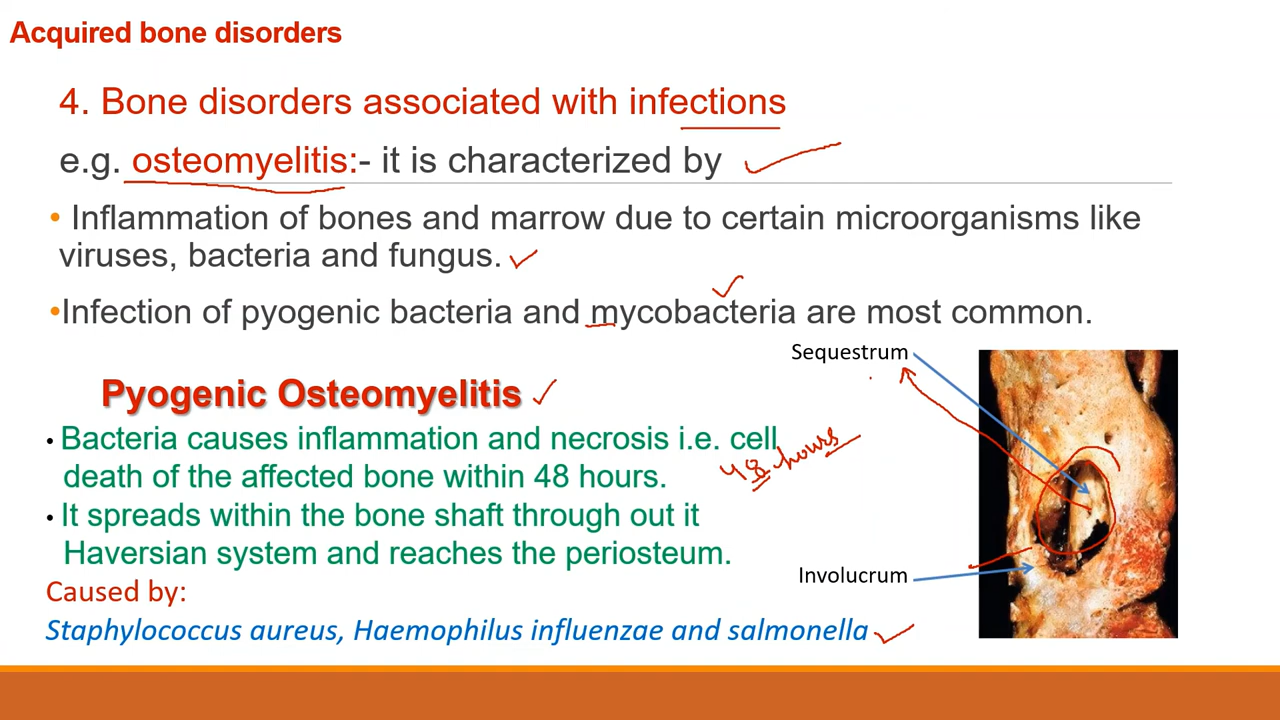 Acquired bone disorders
4. Bone disorders associated with infections
e.g. osteomyelitis:- it is characterized by
• Inflammation of bones and marrow due to certain microorganisms like
viruses, bacteria and fungus.
•Infection of pyogenic bacteria and mycobacteria are most common.
Sequestrum
Pyogenic Osteomyelitis
• Bacteria causes inflammation and necrosis i.e. cell
death of the affected bone within 48 hours.
48 hours
• It spreads within the bone shaft through out it
Haversian system and reaches the periosteum.
Involucrum
Caused by:
Staphylococcus aureus, Haemophilus influenzae and salmonella